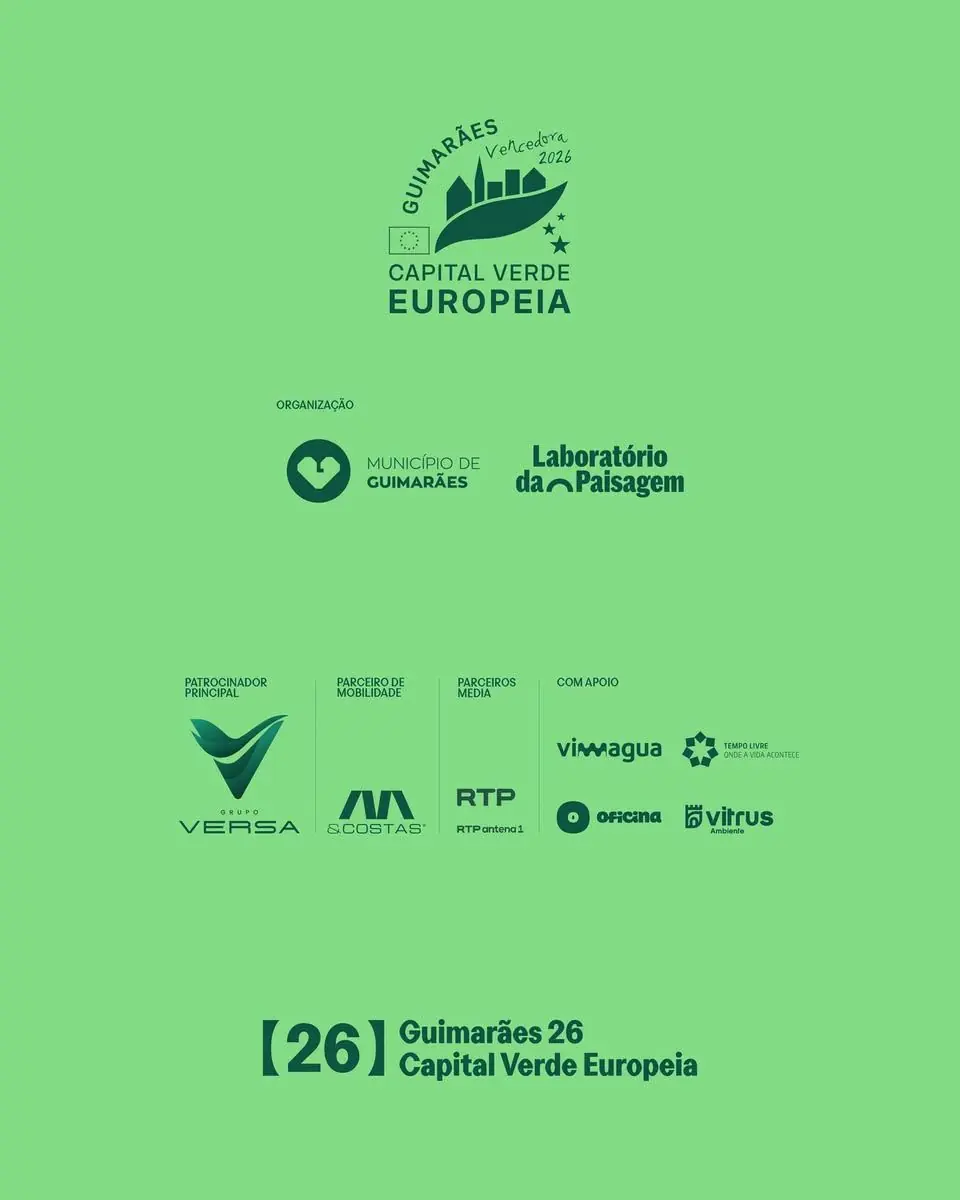 GUIMARÃES
Vencedora
2026
CAPITAL VERDE
EUROPEIA
ORGANIZAÇÃO
MUNICÍPIO DE
GUIMARÃES
Laboratório
da Paisagem
PATROCINADOR
PRINCIPAL
GRUPO
VERSA
PARCEIRO DE
MOBILIDADE
M
&COSTAS®
PARCEIROS
MEDIA
RTP
RTP antena 1
COM APOIO
vimagua
TEMPO LIVRE
ONDE A VIDA ACONTECE
oficina
vitrus
Ambiente
【26】
Guimarães 26
Capital Verde Europeia